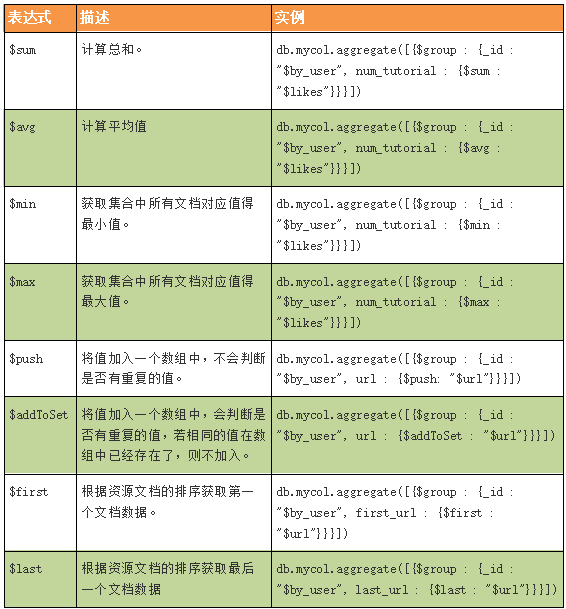 表达式 描述 实例
$sum 计算总和。 db.mycol.aggregate([{$group : {_id :
"$by_user", num_tutorial : {$sum :
"$likes"}}}])
$avg 计算平均值 db.mycol.aggregate([{$group : {_id :
"$by_user", num_tutorial : {$avg :
"$likes"}}}])
$min 获取集合中所有文档对应值得 db.mycol.aggregate([{$group : {_id :
最小值。 "$by_user", num_tutorial : {$min :
"$likes"}}}])
$max 获取集合中所有文档对应值得 db.mycol.aggregate([{$group : {_id :
最大值。 "$by_user", num_tutorial : {$max :
"$likes"}}}])
$push 将值加入一个数组中，不会判断 db.mycol.aggregate([{$group : {_id :
是否有重复的值。 "$by_user", url : {$push: "$url"}}}])
$addToSet 将值加入一个数组中，会判断是 db.mycol.aggregate([{$group : {_id :
否有重复的值，若相同的值在数 "$by_user", url : {$addToSet : "$url"}}}])
组中已经存在了，则不加入。
$first 根据资源文档的排序获取第一 db.mycol.aggregate([{$group : {_id :
个文档数据。 "$by_user", first_url : {$first :
"$url"}}}])
$last 根据资源文档的排序获取最后 db.mycol.aggregate([{$group : {_id :
一个文档数据 "$by_user", last_url : {$last : "$url"}}}])